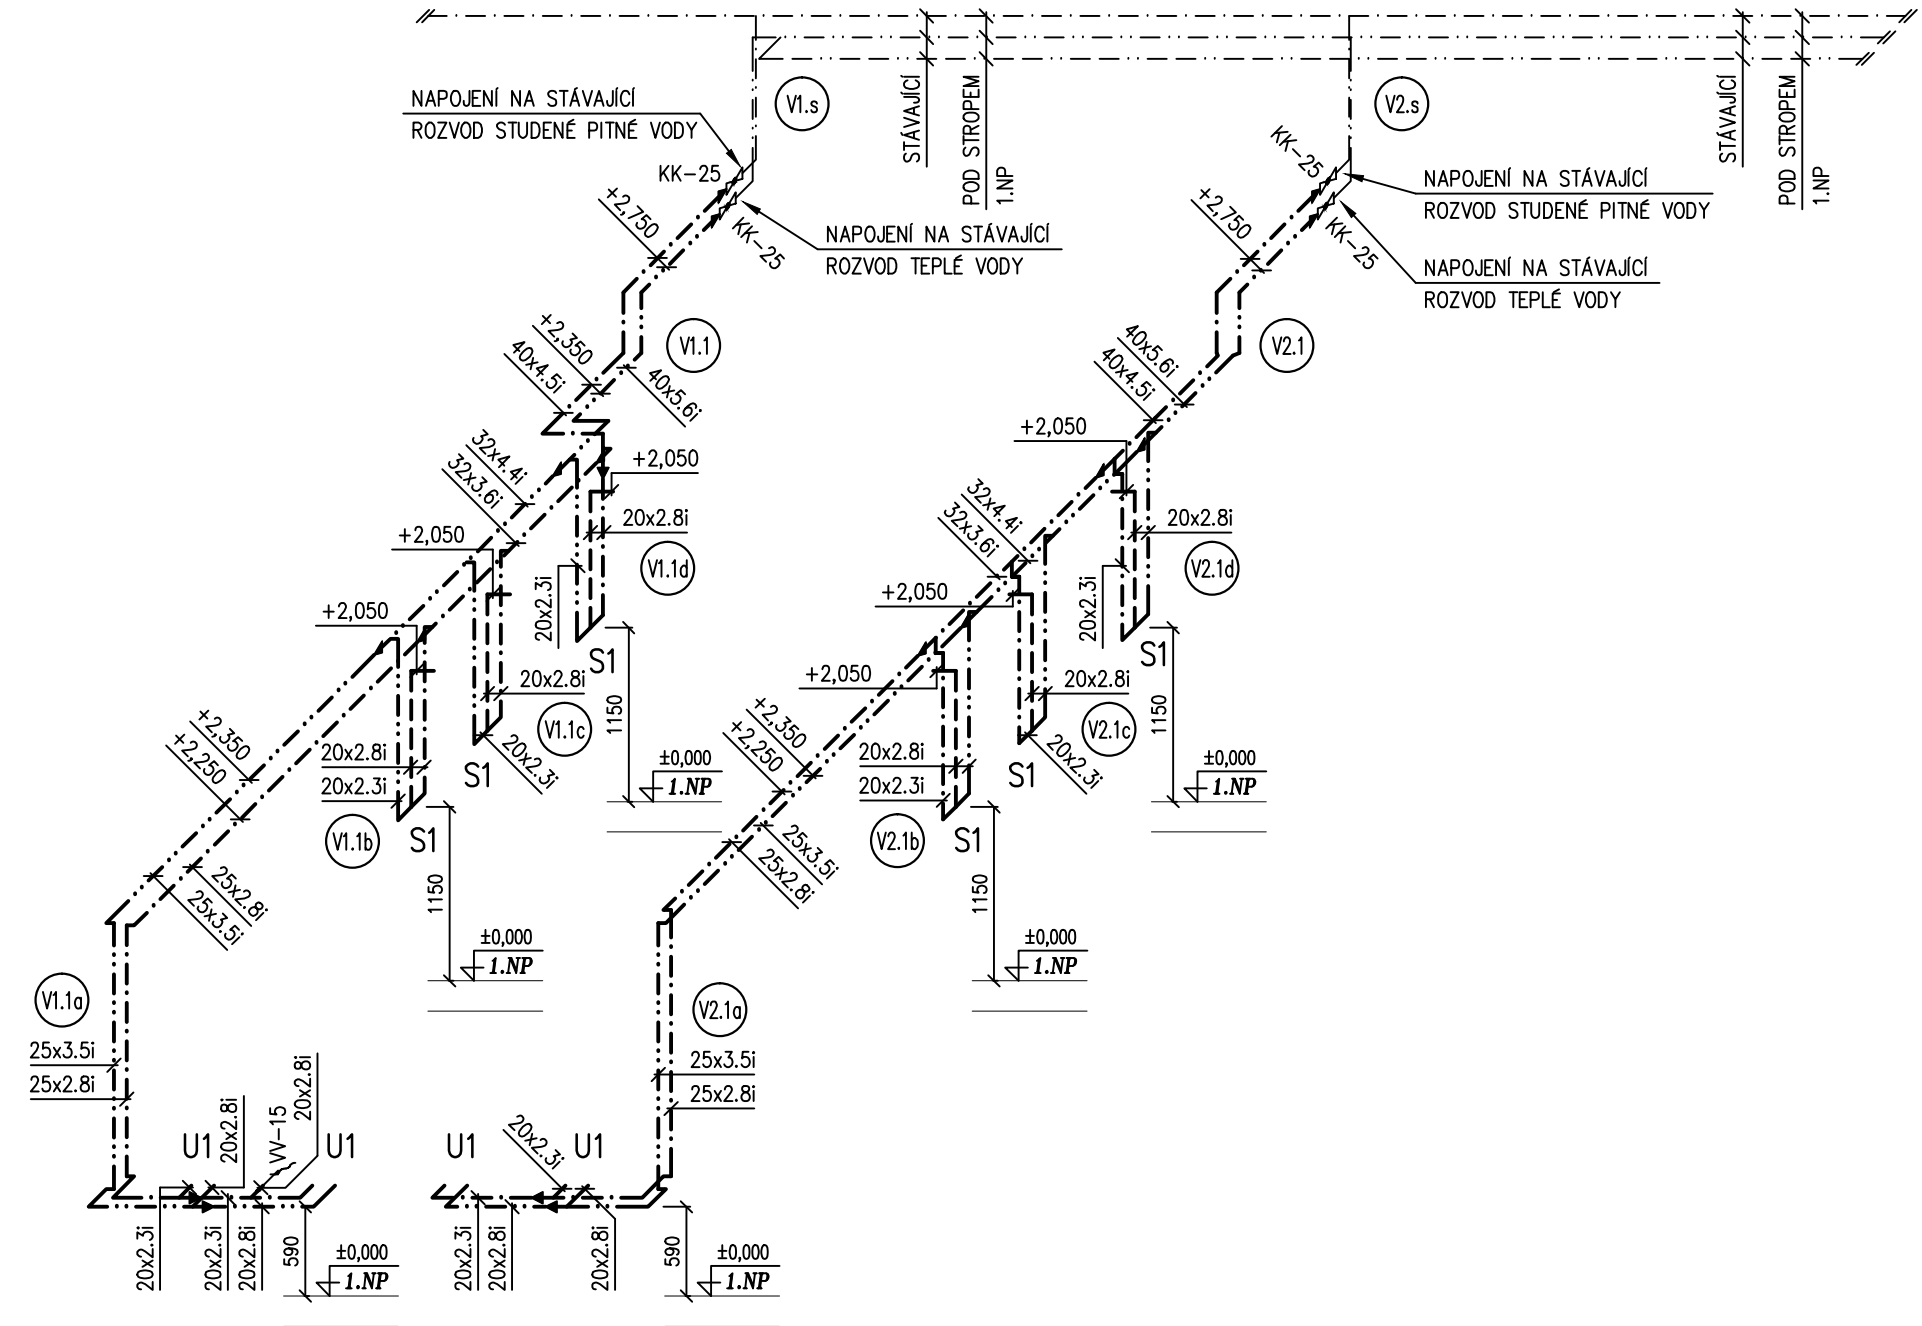 NAPOJENÍ NA STÁVAJÍCÍ
ROZVOD STUDENÉ PITNÉ VODY
V1.s
STÁVAJÍCÍ
POD STROPEM
1.NP
V2.s
STÁVAJÍCÍ
POD STROPEM
1.NP
KK-25
KK-25
+2,750
NAPOJENÍ NA STÁVAJÍCÍ
ROZVOD TEPLÉ VODY
KK-25
KK-25
+2,750
NAPOJENÍ NA STÁVAJÍCÍ
ROZVOD STUDENÉ PITNÉ VODY
NAPOJENÍ NA STÁVAJÍCÍ
ROZVOD TEPLÉ VODY
+2,350
40x4.5i
V1.1
40x5.6i
40x5.6i
40x4.5i
V2.1
32x4.4i
32x3.6i
+2,050
+2,050
20x2.8i
V1.1d
20x2.3i
S1
1150
±0,000
1.NP
+2,050
20x2.8i
V1.1c
20x2.3i
S1
+2,050
20x2.8i
20x2.3i
V1.1b
S1
1150
±0,000
1.NP
+2,350
+2,250
25x2.8i
25x3.5i
V1.1a
25x3.5i
25x2.8i
U1
20x2.8i
VV-15
20x2.8i
U1
20x2.3i
20x2.3i
20x2.8i
590
±0,000
1.NP
+2,050
32x4.4i
32x3.6i
20x2.8i
V2.1d
20x2.3i
S1
1150
±0,000
1.NP
+2,050
20x2.8i
V2.1c
20x2.3i
S1
+2,050
20x2.8i
20x2.3i
V2.1b
S1
1150
±0,000
1.NP
+2,350
+2,250
25x3.5i
25x2.8i
V2.1a
25x3.5i
25x2.8i
U1
20x2.3i
U1
20x2.3i
20x2.8i
20x2.8i
590
±0,000
1.NP